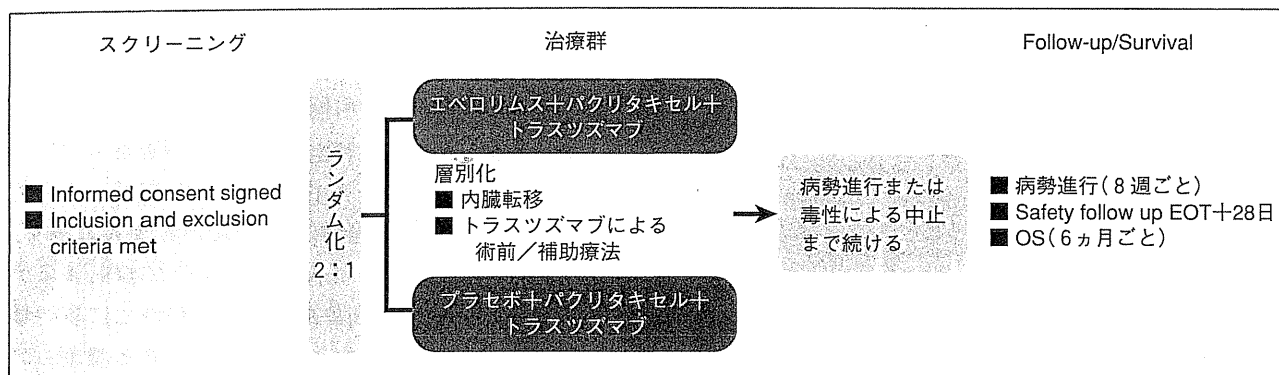 スクリーニング
治療群
Follow-up/Survival
■ Informed consent signed
■ Inclusion and exclusion
criteria met
ランダム化
2:1
エベロリムス+パクリタキセル+
トラスツズマブ
層別化
■ 内臓転移
■ トラスツズマブによる
術前/補助療法
プラセボ+パクリタキセル+
トラスツズマブ
病勢進行または
毒性による中止
まで続ける
■ 病勢進行(8週ごと)
■ Safety follow up EOT+28日
■ OS(6ヵ月ごと)